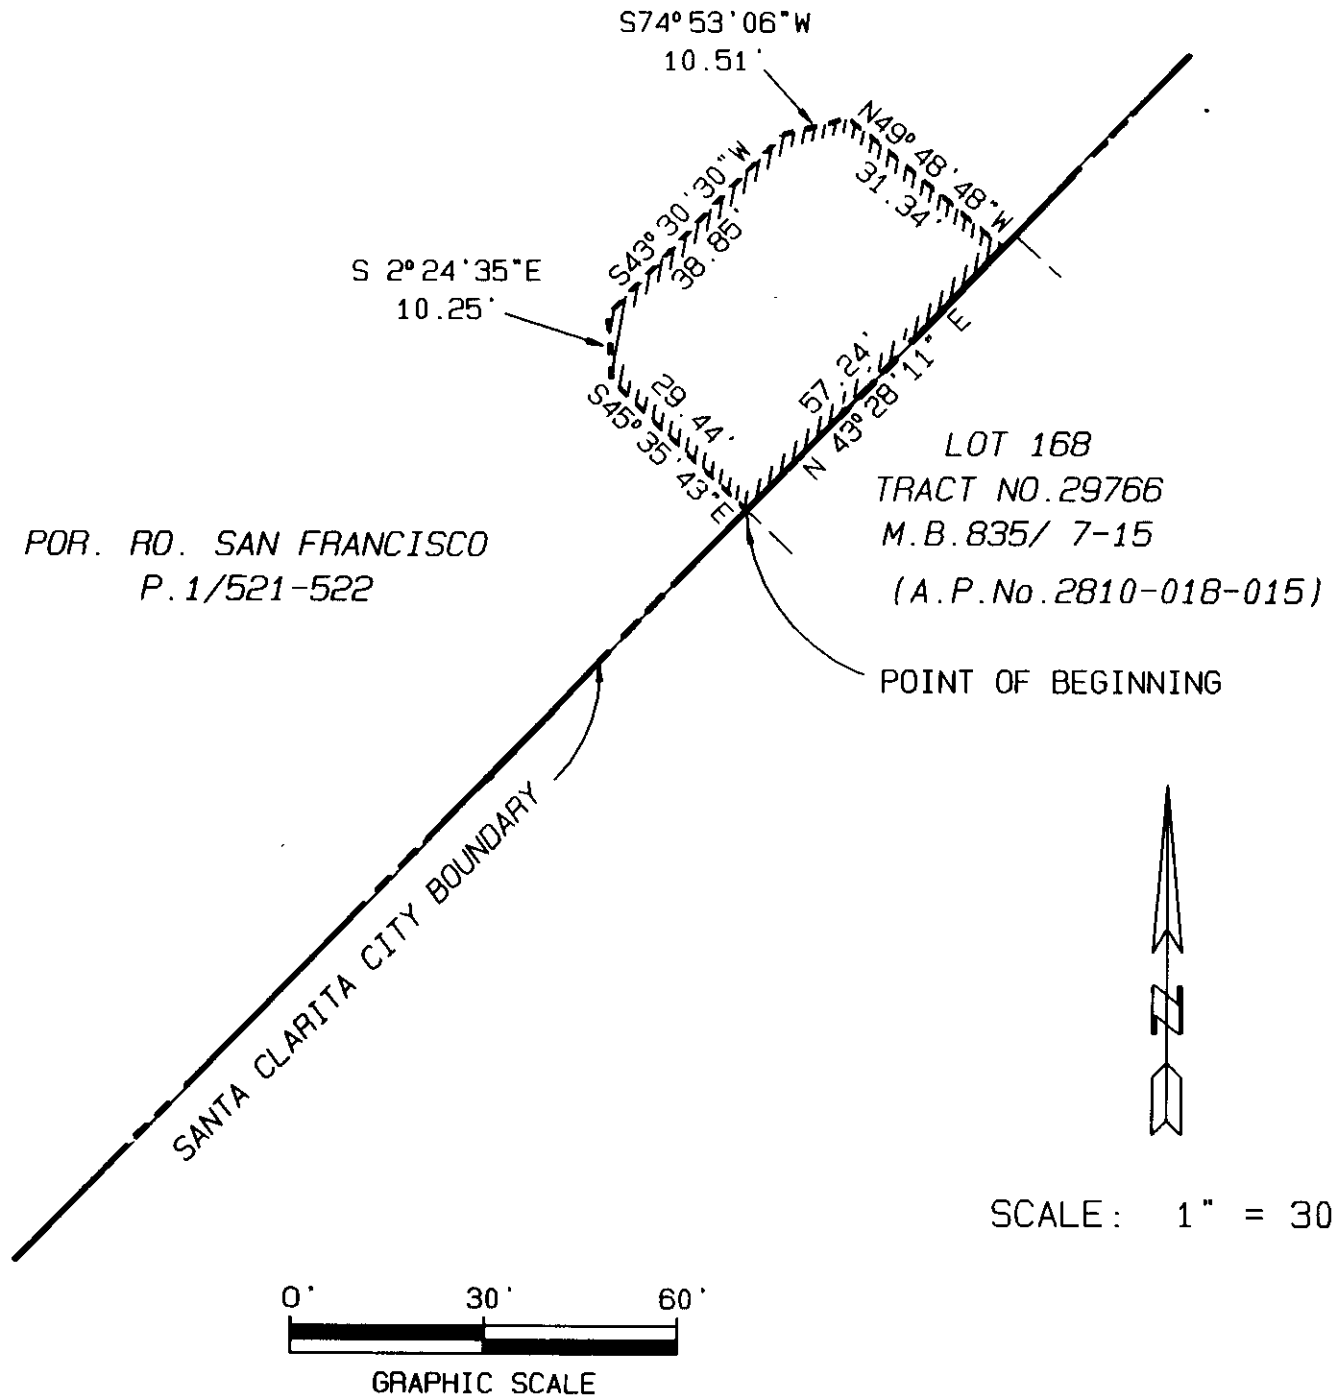 S74°53'06"W
10.51'
N49°48'48"W
31.34'
S43°30'30"W
38.85'
S 2°24'35"E
10.25'
29.44'
S45°35'43"E
57.24'
N 43°28'11" E
LOT 168
TRACT NO.29766
M.B.835/ 7-15
(A.P.No.2810-018-015)
POR. RO. SAN FRANCISCO
P.1/521-522
POINT OF BEGINNING
SANTA CLARITA CITY BOUNDARY
N
SCALE: 1" = 30
0' 30' 60'
GRAPHIC SCALE